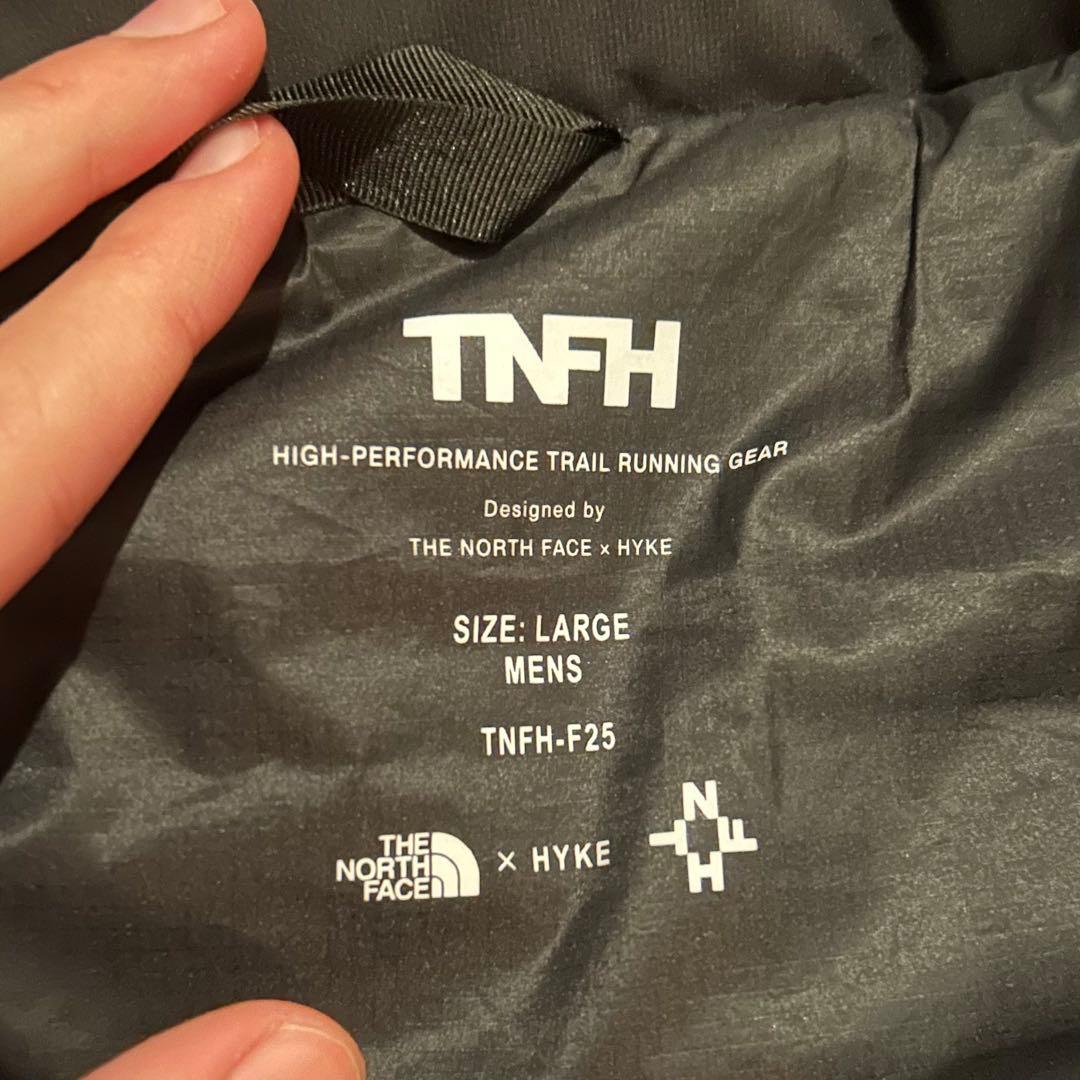 TNFH
HIGH-PERFORMANCE TRAIL RUNNING GEAR
Designed by
THE NORTH FACE × HYKE
SIZE: LARGE
MENS
TNFH-F25
THE
NORTH
FACE
× HYKE
N
T F
H